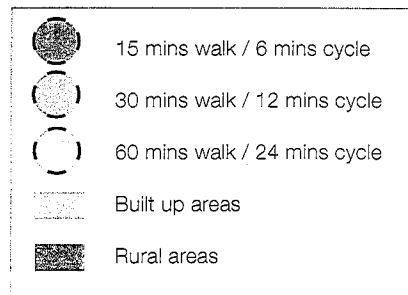 15 mins walk / 6 mins cycle
30 mins walk / 12 mins cycle
60 mins walk / 24 mins cycle
Built up areas
Rural areas